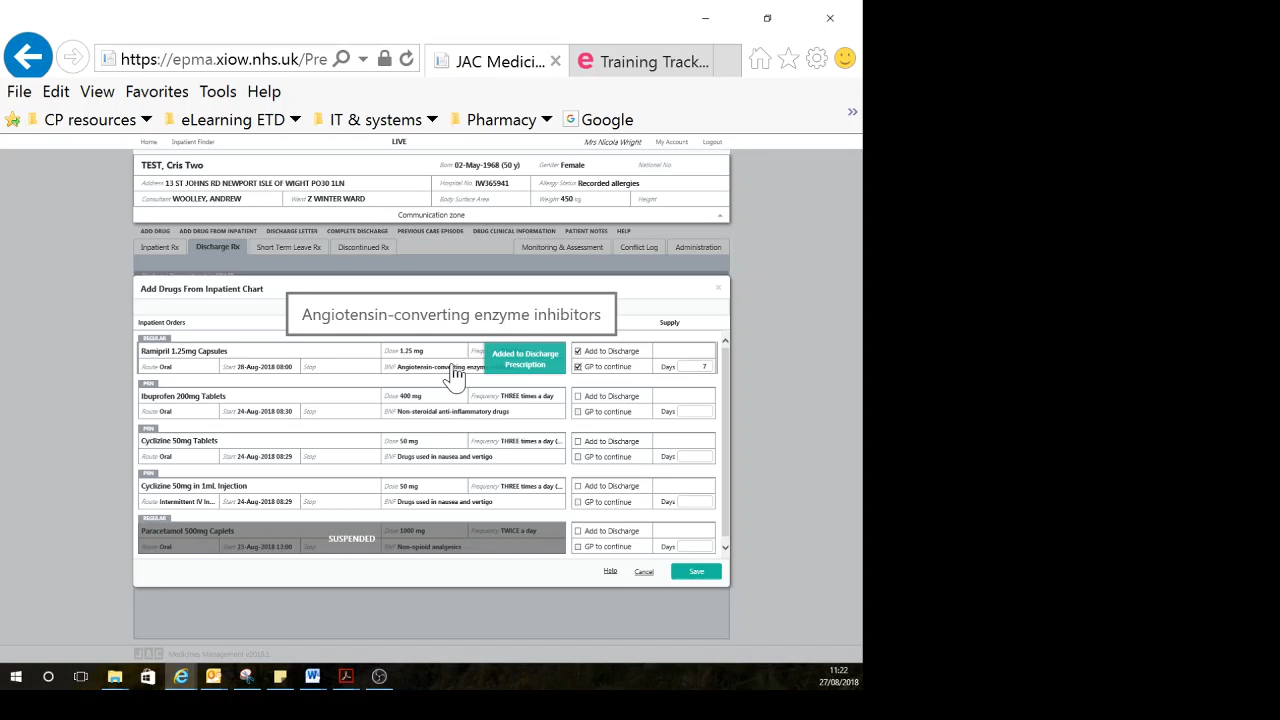 https://epma.xiow.nhs.uk/Pre
JAC Medici...
Training Track...
File Edit View Favorites Tools Help
CP resources eLearning ETD IT & systems Pharmacy Google
Home Inpatient Finder LIVE Mrs Nicola Wright My Account Logout
TEST, Cris Two Born 02-May-1968 (50 y) Gender Female National No.
Address 13 ST JOHNS RD NEWPORT ISLE OF WIGHT PO30 1LN Hospital No. IW365941 Allergy Status Recorded allergies
Consultant WOOLLEY, ANDREW Ward Z WINTER WARD Body Surface Area Weight 450 kg Height
Communication zone
ADD DRUG ADD DRUG FROM INPATIENT DISCHARGE LETTER COMPLETE DISCHARGE PREVIOUS CARE EPISODE DRUG CLINICAL INFORMATION PATIENT NOTES HELP
Inpatient Rx Discharge Rx Short Term Leave Rx Discontinued Rx Monitoring & Assessment Conflict Log Administration
Add Drugs From Inpatient Chart
Angiotensin-converting enzyme inhibitors
Inpatient Orders Supply
REGULAR
Ramipril 1.25mg Capsules Dose 1.25 mg Added to Discharge Prescription Add to Discharge
Route Oral Start 28-Aug-2018 08:00 Stop BNF Angiotensin-converting enzyme GP to continue Days 7
PRN
Ibuprofen 200mg Tablets Dose 400 mg Frequency THREE times a day Add to Discharge
Route Oral Start 24-Aug-2018 08:30 Stop BNF Non-steroidal anti-inflammatory drugs GP to continue Days
PRN
Cyclizine 50mg Tablets Dose 50 mg Frequency THREE times a day (... Add to Discharge
Route Oral Start 24-Aug-2018 08:29 Stop BNF Drugs used in nausea and vertigo GP to continue Days
PRN
Cyclizine 50mg in 1mL Injection Dose 50 mg Frequency THREE times a day (... Add to Discharge
Route Intermittent IV In... Start 24-Aug-2018 08:29 Stop BNF Drugs used in nausea and vertigo GP to continue Days
REGULAR
Paracetamol 500mg Caplets Dose 1000 mg Frequency TWICE a day Add to Discharge
SUSPENDED
Route Oral Start 23-Aug-2018 13:00 Stop BNF Non-opioid analgesics GP to continue Days
Help Cancel Save
JAC Medicines Management v2018.1
11:22
27/08/2018